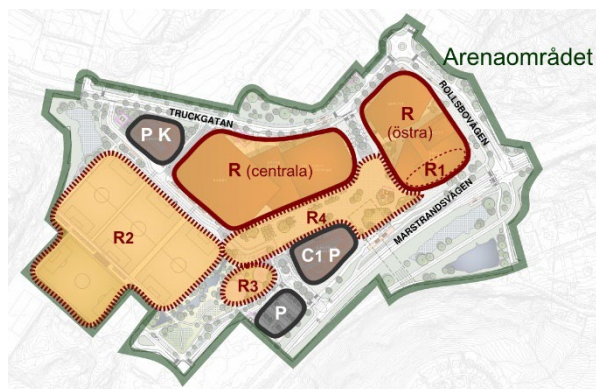 Arenaområdet
TRUCKGATAN
ROLLSBOVÄGEN
P K
R
(östra)
R (centrala)
R1
R4
MARSTRANDSVÄGEN
R2
C1 P
R3
P